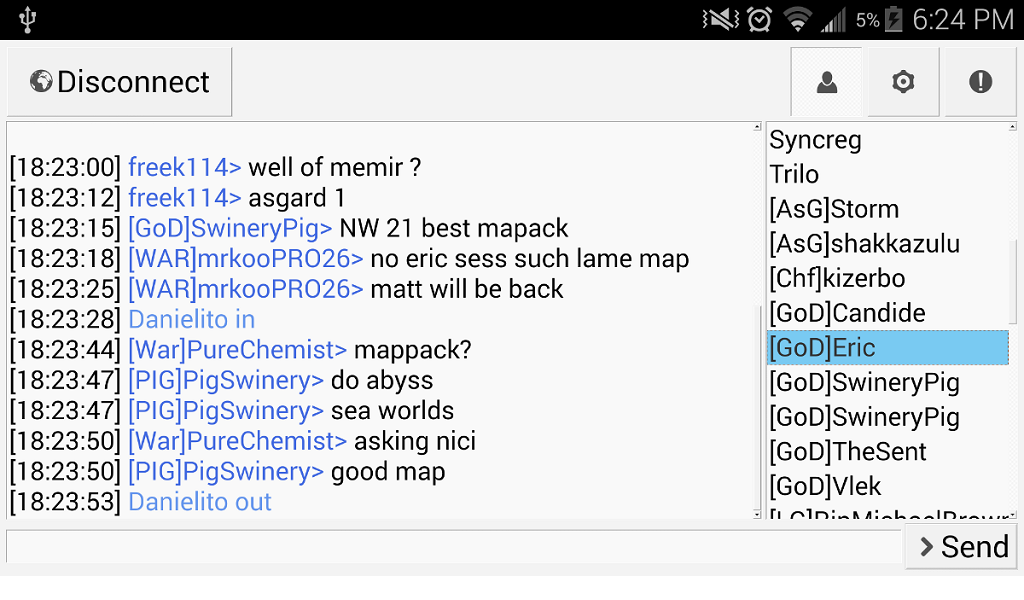 5% 6:24 PM
Disconnect
[18:23:00] freek114> well of memir ?
[18:23:12] freek114> asgard 1
[18:23:15] [GoD]SwineryPig> NW 21 best mapack
[18:23:18] [WAR]mrkooPRO26> no eric sess such lame map
[18:23:25] [WAR]mrkooPRO26> matt will be back
[18:23:28] Danielito in
[18:23:44] [War]PureChemist> mappack?
[18:23:47] [PIG]PigSwinery> do abyss
[18:23:47] [PIG]PigSwinery> sea worlds
[18:23:50] [War]PureChemist> asking nici
[18:23:50] [PIG]PigSwinery> good map
[18:23:53] Danielito out
Syncreg
Trilo
[AsG]Storm
[AsG]shakkazulu
[Chf]kizerbo
[GoD]Candide
[GoD]Eric
[GoD]SwineryPig
[GoD]SwineryPig
[GoD]TheSent
[GoD]Vlek
Send